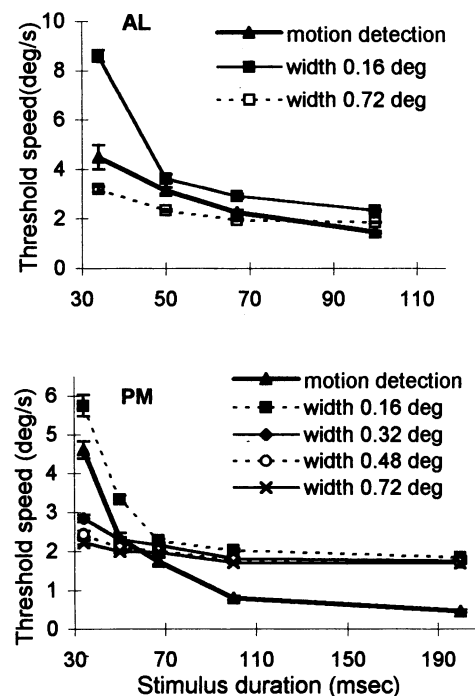 AL
motion detection
width 0.16 deg
width 0.72 deg
Threshold speed(deg/s)
10
8
6
4
2
0
30 50 70 90 110
PM
motion detection
width 0.16 deg
width 0.32 deg
width 0.48 deg
width 0.72 deg
Threshold speed (deg/s)
6
5
4
3
2
1
0
30 70 110 150 190
Stimulus duration (msec)